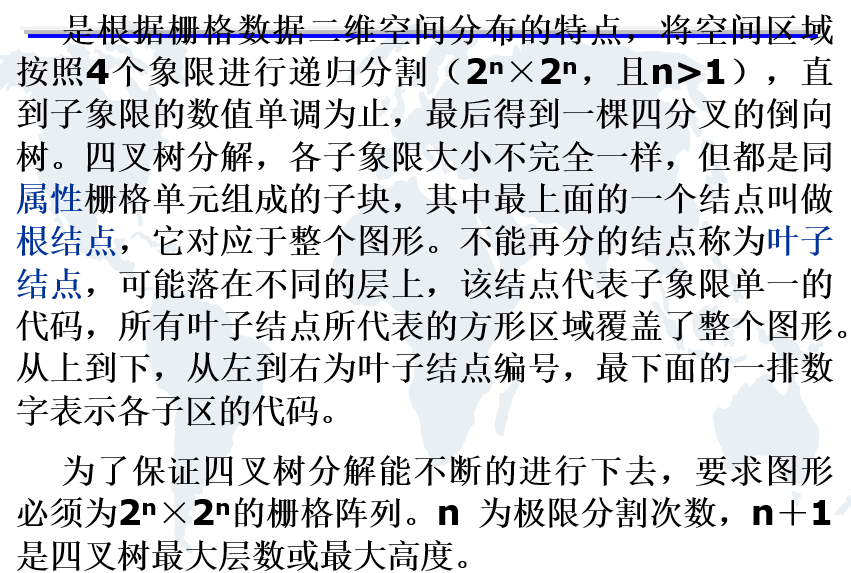 是根据栅格数据二维空间分布的特点，将空间区域
按照4个象限进行递归分割（2ⁿ×2ⁿ，且n>1），直
到子象限的数值单调为止，最后得到一棵四分叉的倒向
树。四叉树分解，各子象限大小不完全一样，但都是同
属性栅格单元组成的子块，其中最上面的一个结点叫做
根结点，它对应于整个图形。不能再分的结点称为叶子
结点，可能落在不同的层上，该结点代表子象限单一的
代码，所有叶子结点所代表的方形区域覆盖了整个图形。
从上到下，从左到右为叶子结点编号，最下面的一排数
字表示各子区的代码。
为了保证四叉树分解能不断的进行下去，要求图形
必须为2ⁿ×2ⁿ的栅格阵列。n 为极限分割次数，n＋1
是四叉树最大层数或最大高度。